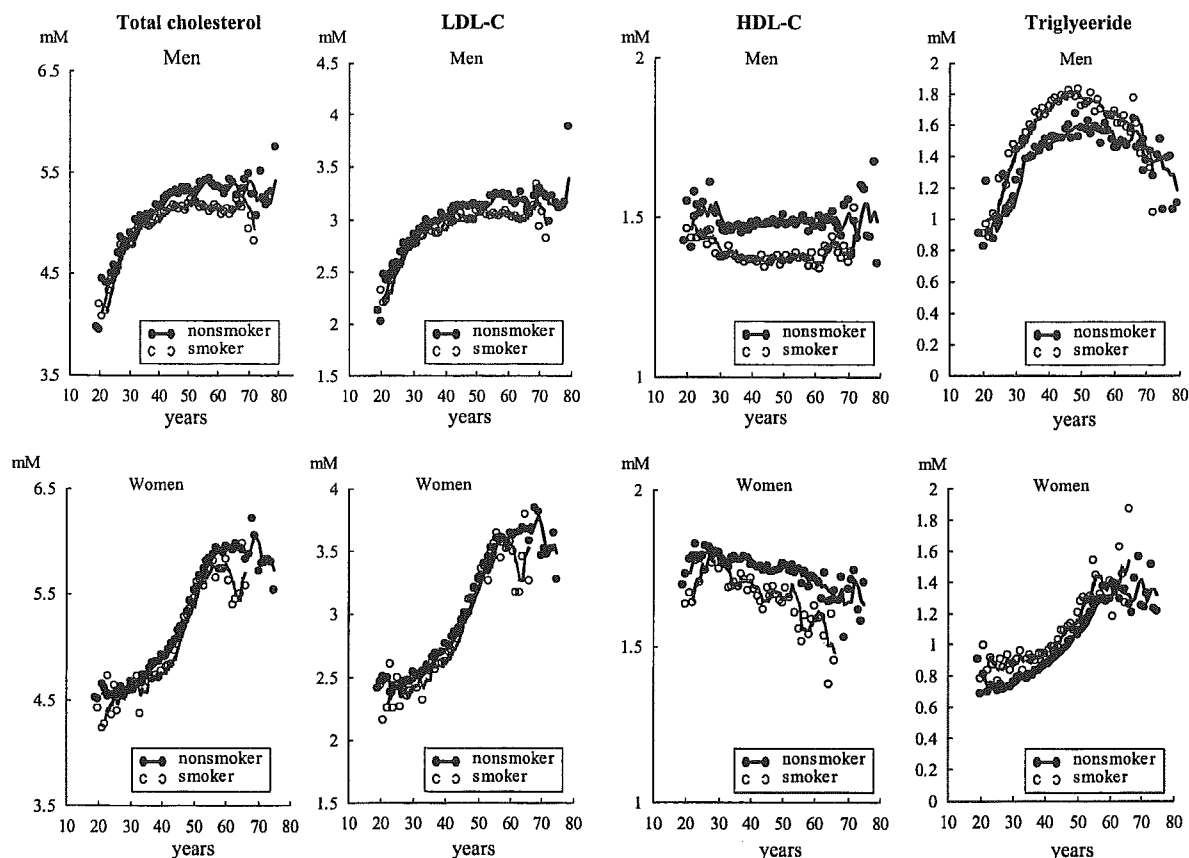 Total cholesterol
LDL-C
HDL-C
Triglyeeride
mM
Men
6.5
5.5
4.5
3.5
10 20 30 40 50 60 70 80
years
nonsmoker
smoker
mM
Men
4
3.5
3
2.5
2
1.5
10 20 30 40 50 60 70 80
years
nonsmoker
smoker
mM
Men
2
1.5
1
10 20 30 40 50 60 70 80
years
nonsmoker
smoker
mM
Men
2
1.8
1.6
1.4
1.2
1
0.8
0.6
0.4
0.2
0
10 20 30 40 50 60 70 80
years
nonsmoker
smoker
mM
Women
6.5
5.5
4.5
3.5
10 20 30 40 50 60 70 80
years
nonsmoker
smoker
mM
Women
4
3.5
3
2.5
2
1.5
10 20 30 40 50 60 70 80
years
nonsmoker
smoker
mM
Women
2
1.5
1
10 20 30 40 50 60 70 80
years
nonsmoker
smoker
mM
Women
2
1.8
1.6
1.4
1.2
1
0.8
0.6
0.4
0.2
0
10 20 30 40 50 60 70 80
years
nonsmoker
smoker